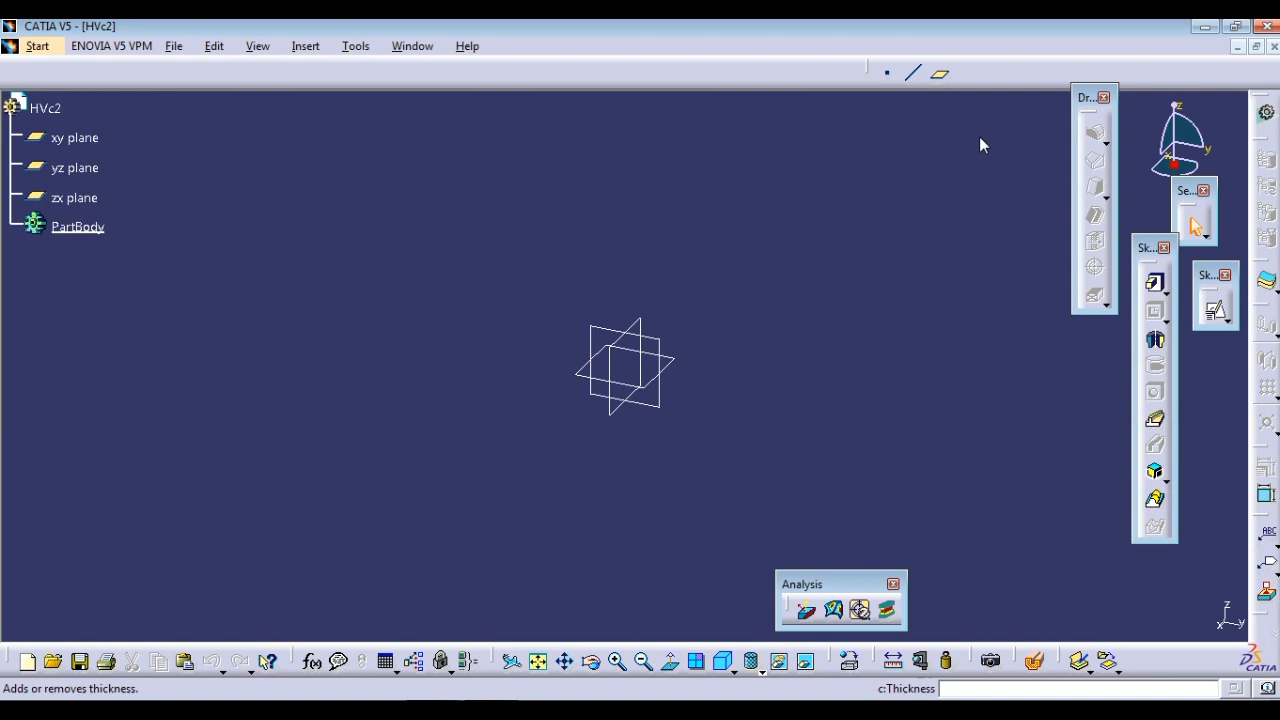 CATIA V5 - [HVc2]
Start ENOVIA V5 VPM File Edit View Insert Tools Window Help
HVc2
xy plane
yz plane
zx plane
PartBody
Dr...
z
y
x
Se...
Sk...
Sk...
ABC
Analysis
z
x y
f(x)
CATIA
Adds or removes thickness.
c:Thickness